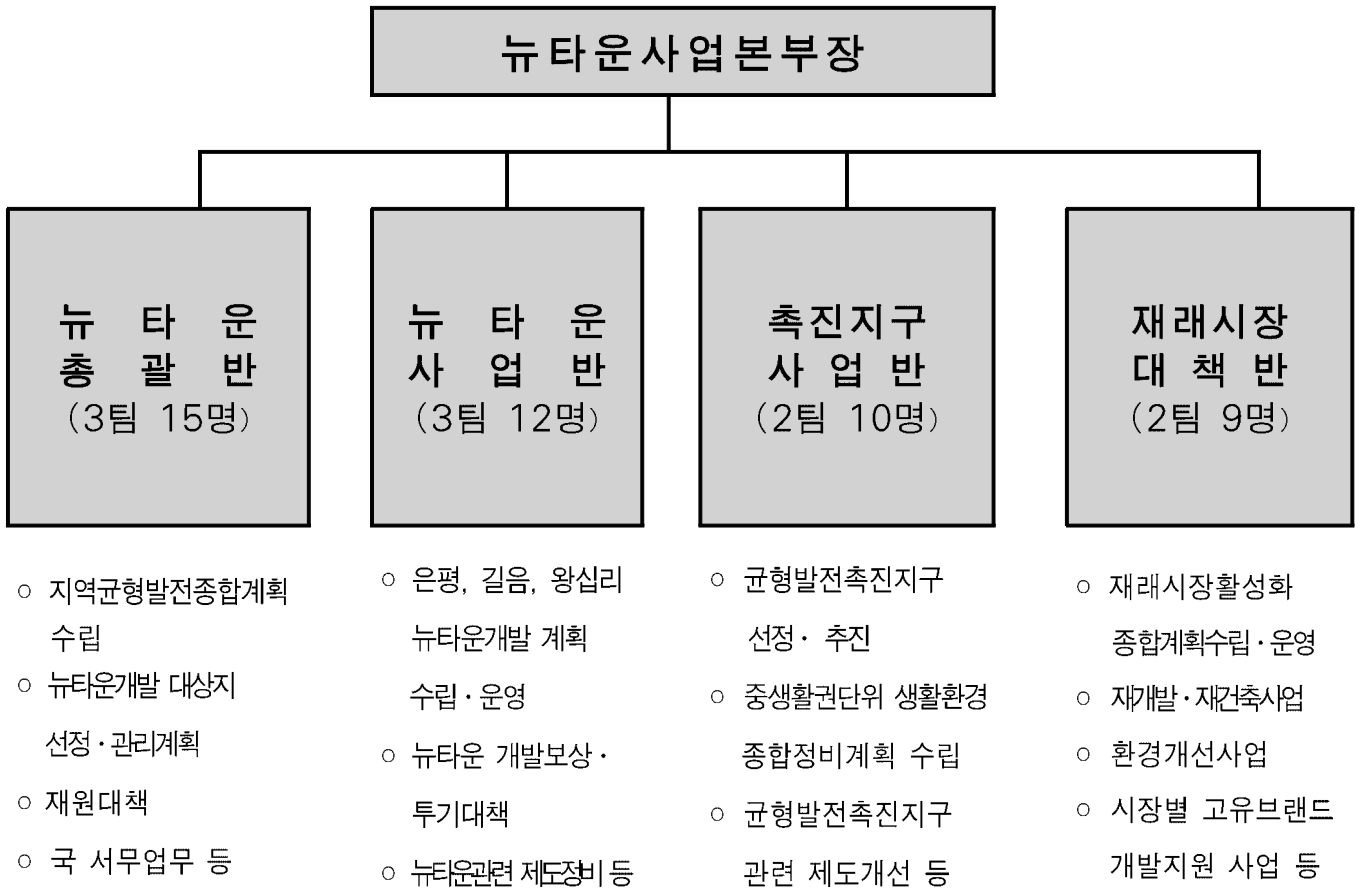 뉴타운사업본부장
뉴 타 운
총 괄 반
(3팀 15명)
○ 지역균형발전종합계획
수립
○ 뉴타운개발 대상지
선정·관리계획
○ 재원대책
○ 국 서무업무 등
뉴 타 운
사 업 반
(3팀 12명)
○ 은평, 길음, 왕십리
뉴타운개발 계획
수립·운영
○ 뉴타운 개발보상·
투기대책
○ 뉴타운관련 제도정비 등
촉진지구
사 업 반
(2팀 10명)
○ 균형발전촉진지구
선정· 추진
○ 중생활권단위 생활환경
종합정비계획 수립
○ 균형발전촉진지구
관련 제도개선 등
재래시장
대 책 반
(2팀 9명)
○ 재래시장활성화
종합계획수립·운영
○ 재개발·재건축사업
○ 환경개선사업
○ 시장별 고유브랜드
개발지원 사업 등